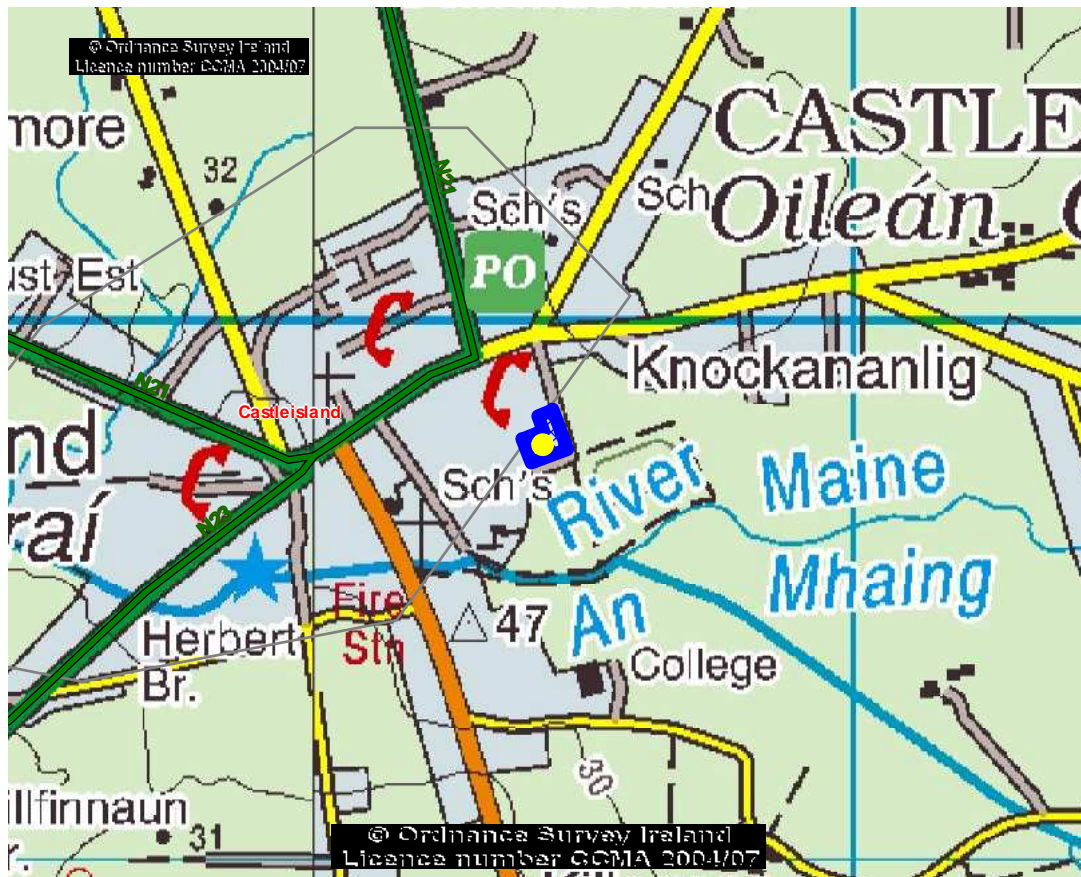 © Ordnance Survey Ireland
Licence number CCMA 2004/07
more
32
N21
Sch's
Sch
CASTLE
Oileán
PO
ust Est
Knockananlig
N21
Castleisland
nd
raí
Sch's
River
Maine
N23
Mhaing
An
Fire
Stn
47
Herbert
Br.
College
30
illfinnaun
31
r.
© Ordnance Survey Ireland
Licence number CCMA 2004/07